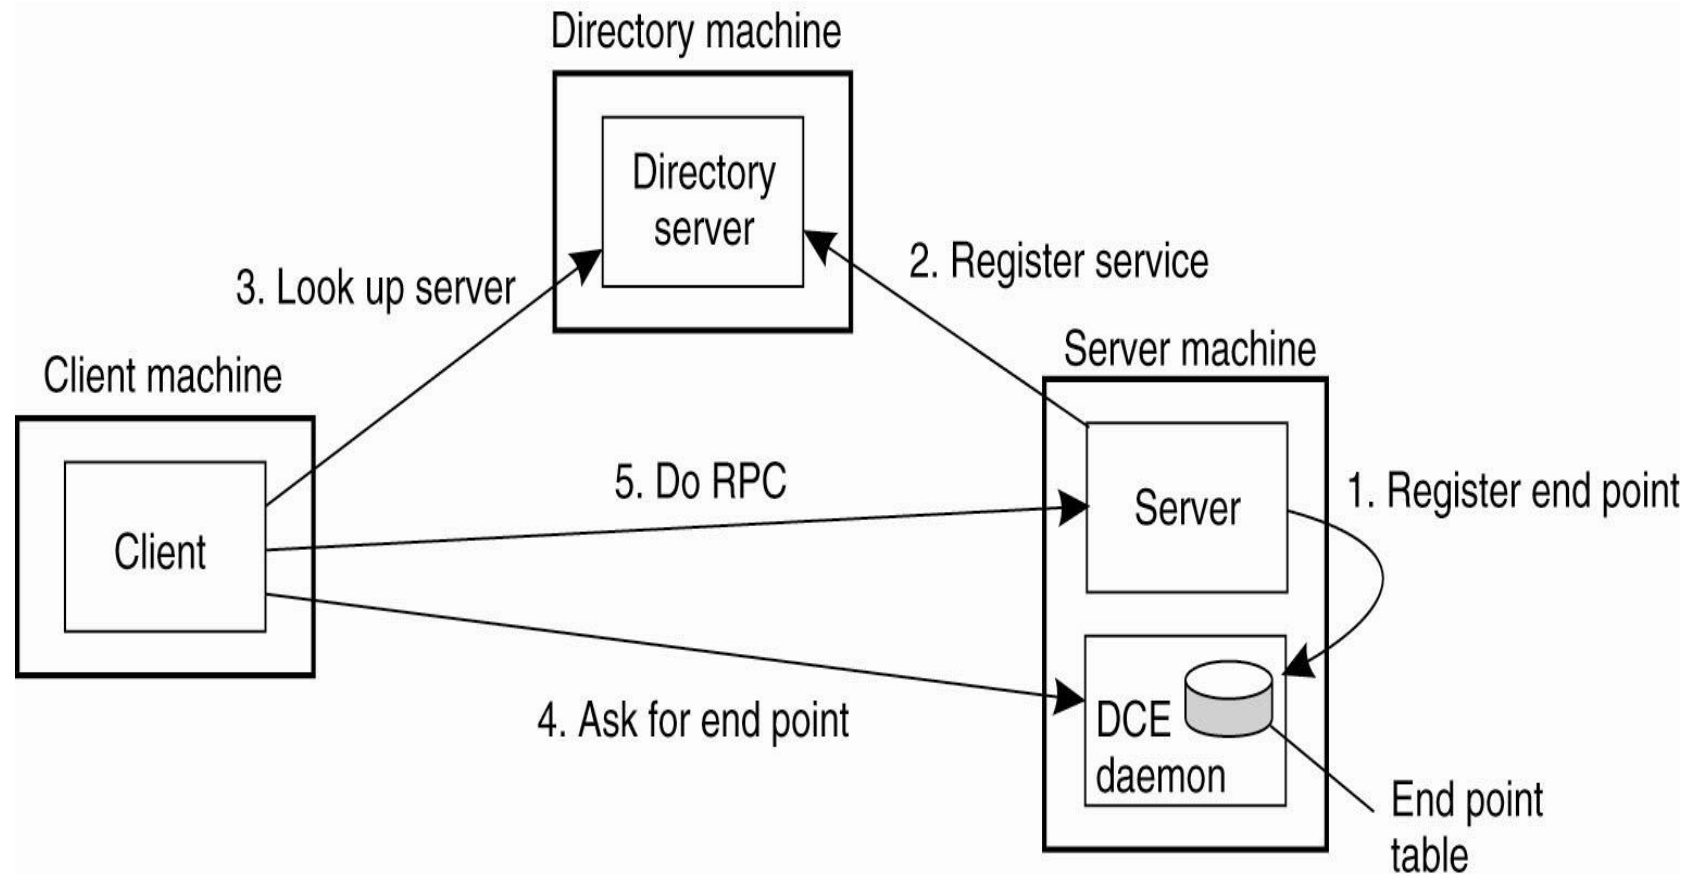 Directory machine
Directory
server
2. Register service
3. Look up server
Server machine
Client machine
5. Do RPC
1. Register end point
Server
Client
4. Ask for end point
DCE
daemon
End point
table